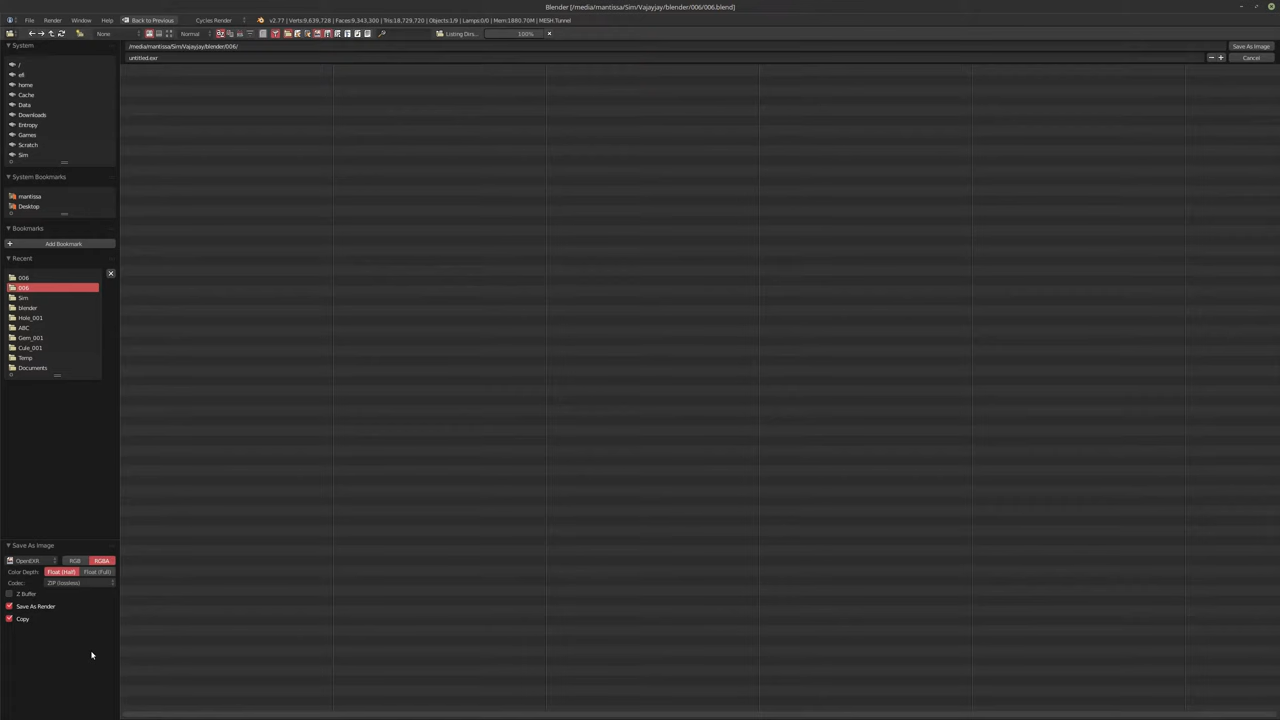 Blender [/media/mantissa/Sim/Vajayjay/blender/006/006.blend]
File Render Window Help Back to Previous Cycles Render v2.77 | Verts:9,639,728 | Faces:9,343,300 | Tris:18,729,720 | Objects:1/9 | Lamps:0/0 | Mem:1880.70M | MESH.Tunnel
None Normal Listing Dir... 100%
System
/media/mantissa/Sim/Vajayjay/blender/006/ Save As Image
untitled.exr Cancel
/
efi
home
Cache
Data
Downloads
Entropy
Games
Scratch
Sim
System Bookmarks
mantissa
Desktop
Bookmarks
Add Bookmark
Recent
006
006
Sim
blender
Hole_001
ABC
Gem_001
Cule_001
Temp
Documents
Save As Image
OpenEXR RGB RGBA
Color Depth: Float (Half) Float (Full)
Codec: ZIP (lossless)
Z Buffer
Save As Render
Copy